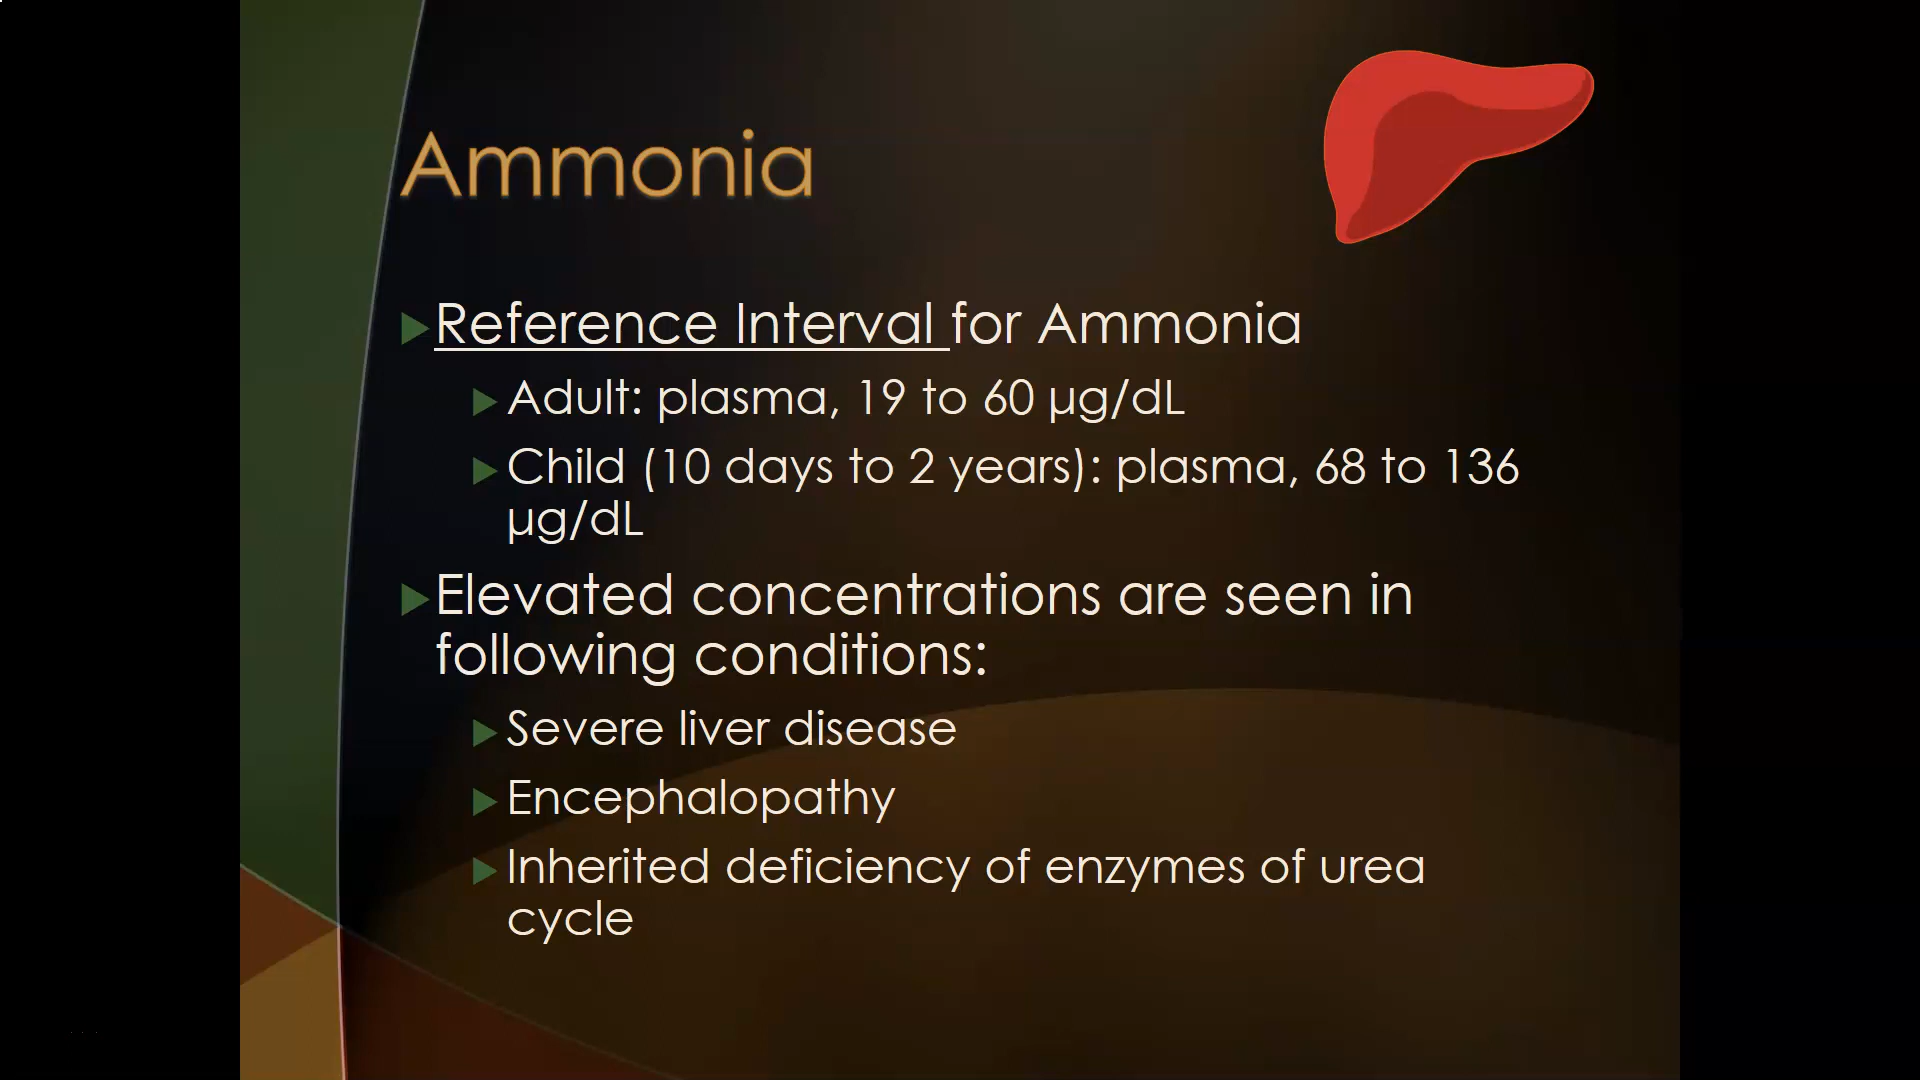 Ammonia
Reference Interval for Ammonia
Adult: plasma, 19 to 60 µg/dL
Child (10 days to 2 years): plasma, 68 to 136
µg/dL
Elevated concentrations are seen in
following conditions:
Severe liver disease
Encephalopathy
Inherited deficiency of enzymes of urea
cycle